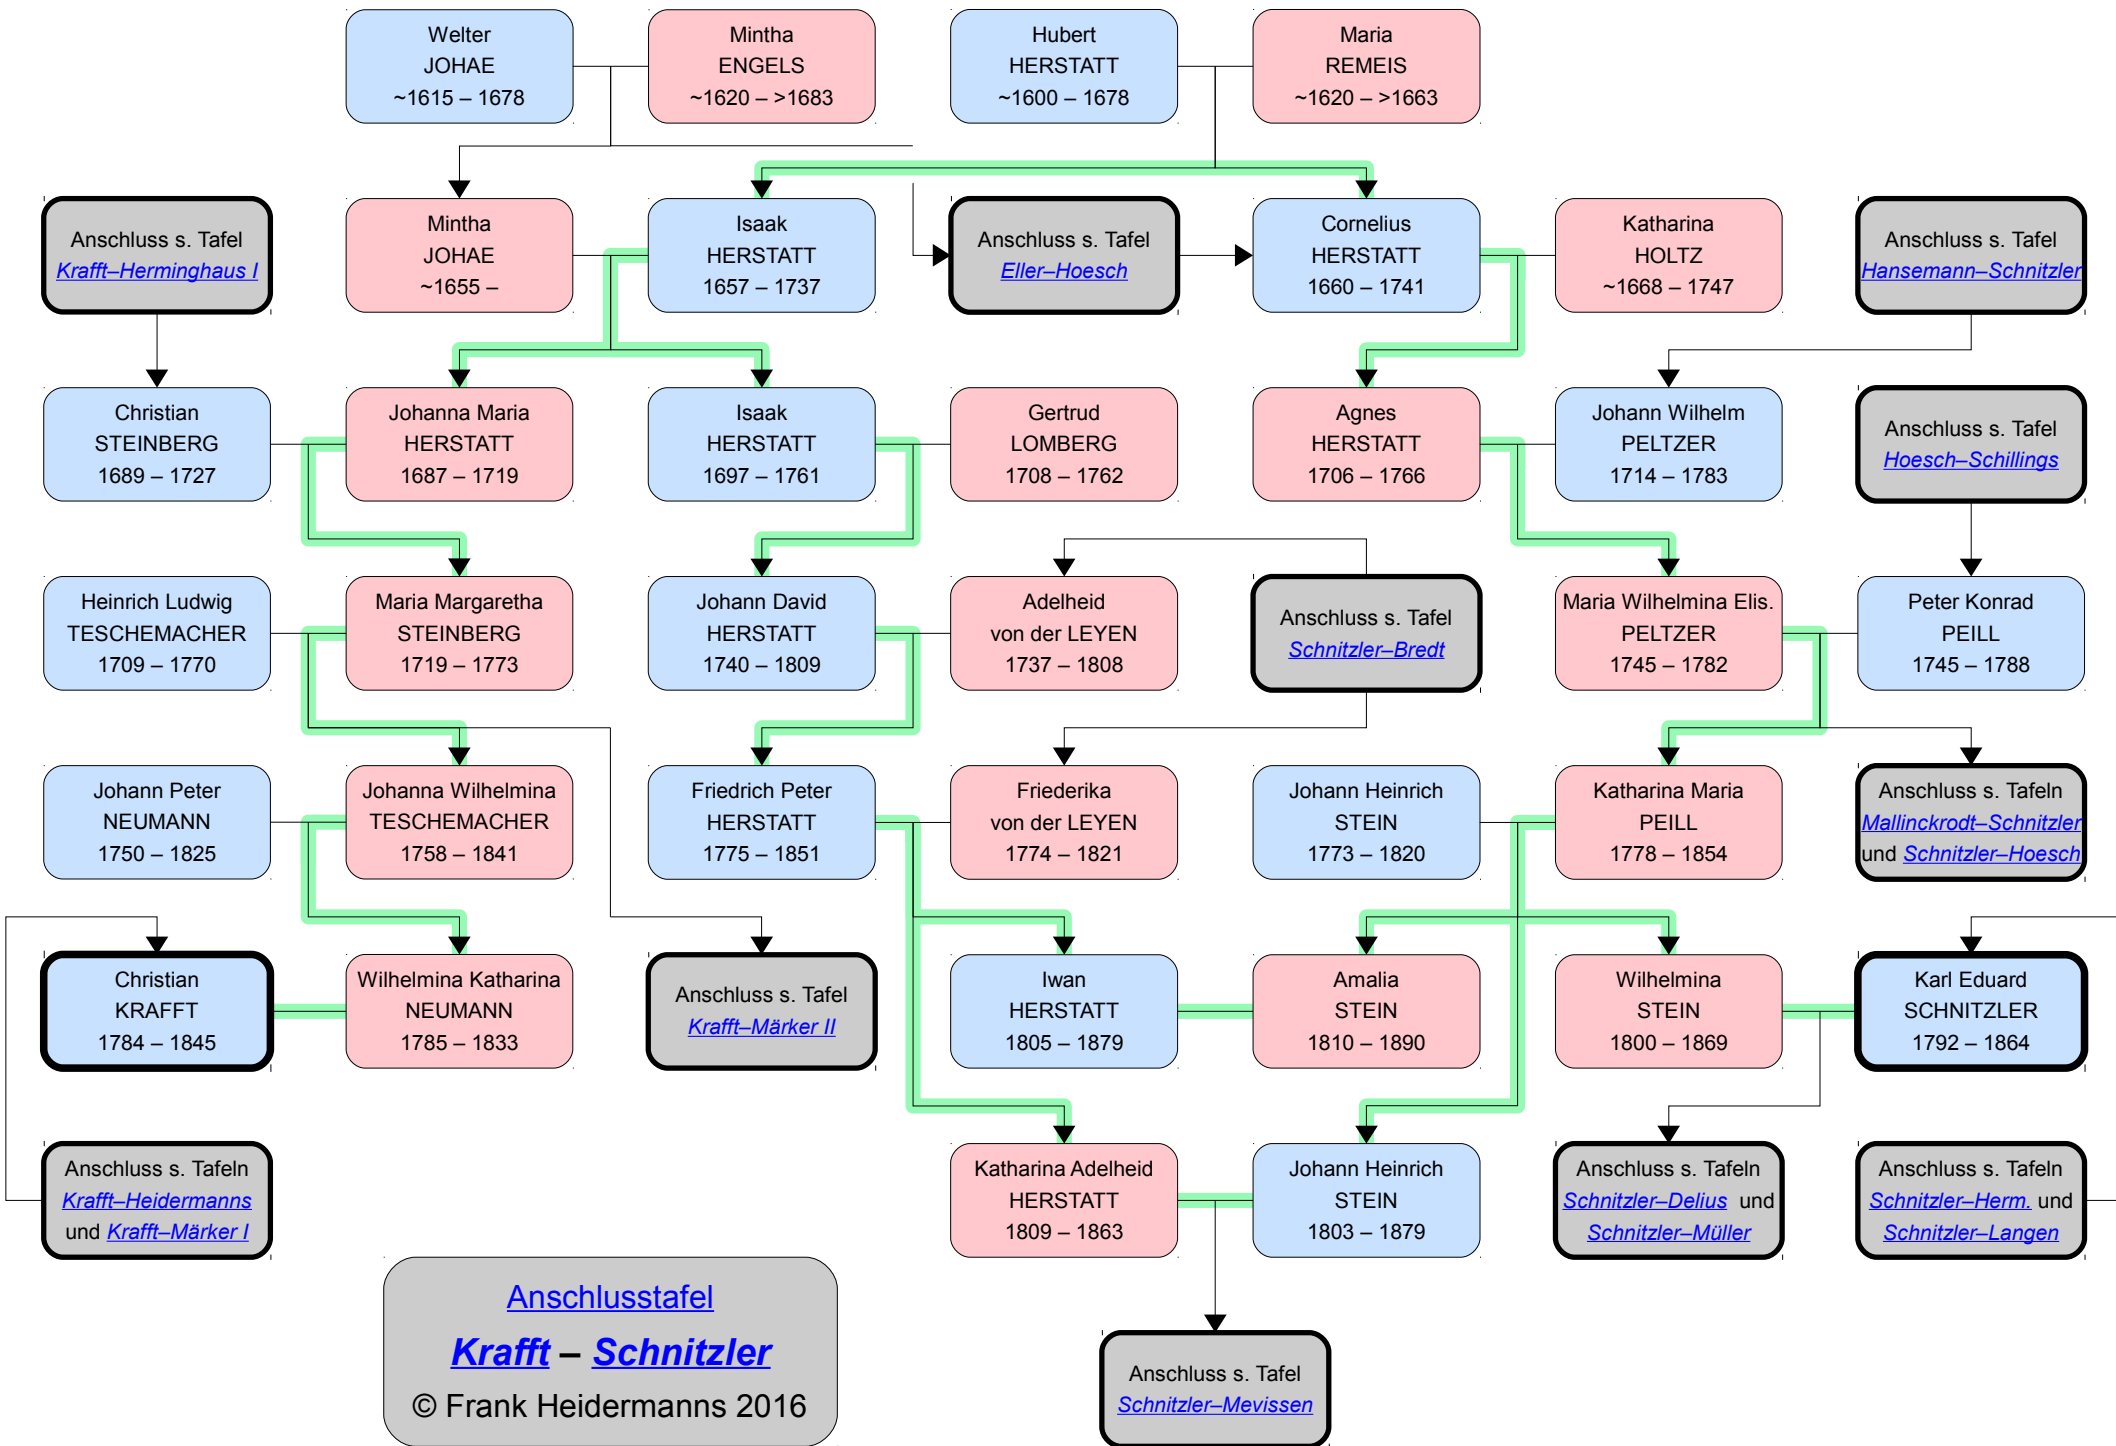 Welter
JOHAE
~1615 – 1678
Mintha
ENGELS
~1620 – >1683
Hubert
HERSTATT
~1600 – 1678
Maria
REMEIS
~1620 – >1663
Anschluss s. Tafel
Krafft–Herminghaus I
Mintha
JOHAE
~1655 –
Isaak
HERSTATT
1657 – 1737
Anschluss s. Tafel
Eller–Hoesch
Cornelius
HERSTATT
1660 – 1741
Katharina
HOLTZ
~1668 – 1747
Anschluss s. Tafel
Hansemann–Schnitzler
Christian
STEINBERG
1689 – 1727
Johanna Maria
HERSTATT
1687 – 1719
Isaak
HERSTATT
1697 – 1761
Gertrud
LOMBERG
1708 – 1762
Agnes
HERSTATT
1706 – 1766
Johann Wilhelm
PELTZER
1714 – 1783
Anschluss s. Tafel
Hoesch–Schillings
Heinrich Ludwig
TESCHEMACHER
1709 – 1770
Maria Margaretha
STEINBERG
1719 – 1773
Johann David
HERSTATT
1740 – 1809
Adelheid
von der LEYEN
1737 – 1808
Anschluss s. Tafel
Schnitzler–Bredt
Maria Wilhelmina Elis.
PELTZER
1745 – 1782
Peter Konrad
PEILL
1745 – 1788
Johann Peter
NEUMANN
1750 – 1825
Johanna Wilhelmina
TESCHEMACHER
1758 – 1841
Friedrich Peter
HERSTATT
1775 – 1851
Friederika
von der LEYEN
1774 – 1821
Johann Heinrich
STEIN
1773 – 1820
Katharina Maria
PEILL
1778 – 1854
Anschluss s. Tafeln
Mallinckrodt–Schnitzler
und Schnitzler–Hoesch
Christian
KRAFFT
1784 – 1845
Wilhelmina Katharina
NEUMANN
1785 – 1833
Anschluss s. Tafel
Krafft–Märker II
Iwan
HERSTATT
1805 – 1879
Amalia
STEIN
1810 – 1890
Wilhelmina
STEIN
1800 – 1869
Karl Eduard
SCHNITZLER
1792 – 1864
Anschluss s. Tafeln
Krafft–Heidermanns
und Krafft–Märker I
Katharina Adelheid
HERSTATT
1809 – 1863
Johann Heinrich
STEIN
1803 – 1879
Anschluss s. Tafeln
Schnitzler–Delius und
Schnitzler–Müller
Anschluss s. Tafeln
Schnitzler–Herm. und
Schnitzler–Langen
Anschlusstafel
Krafft – Schnitzler
© Frank Heidermanns 2016
Anschluss s. Tafel
Schnitzler–Mevissen